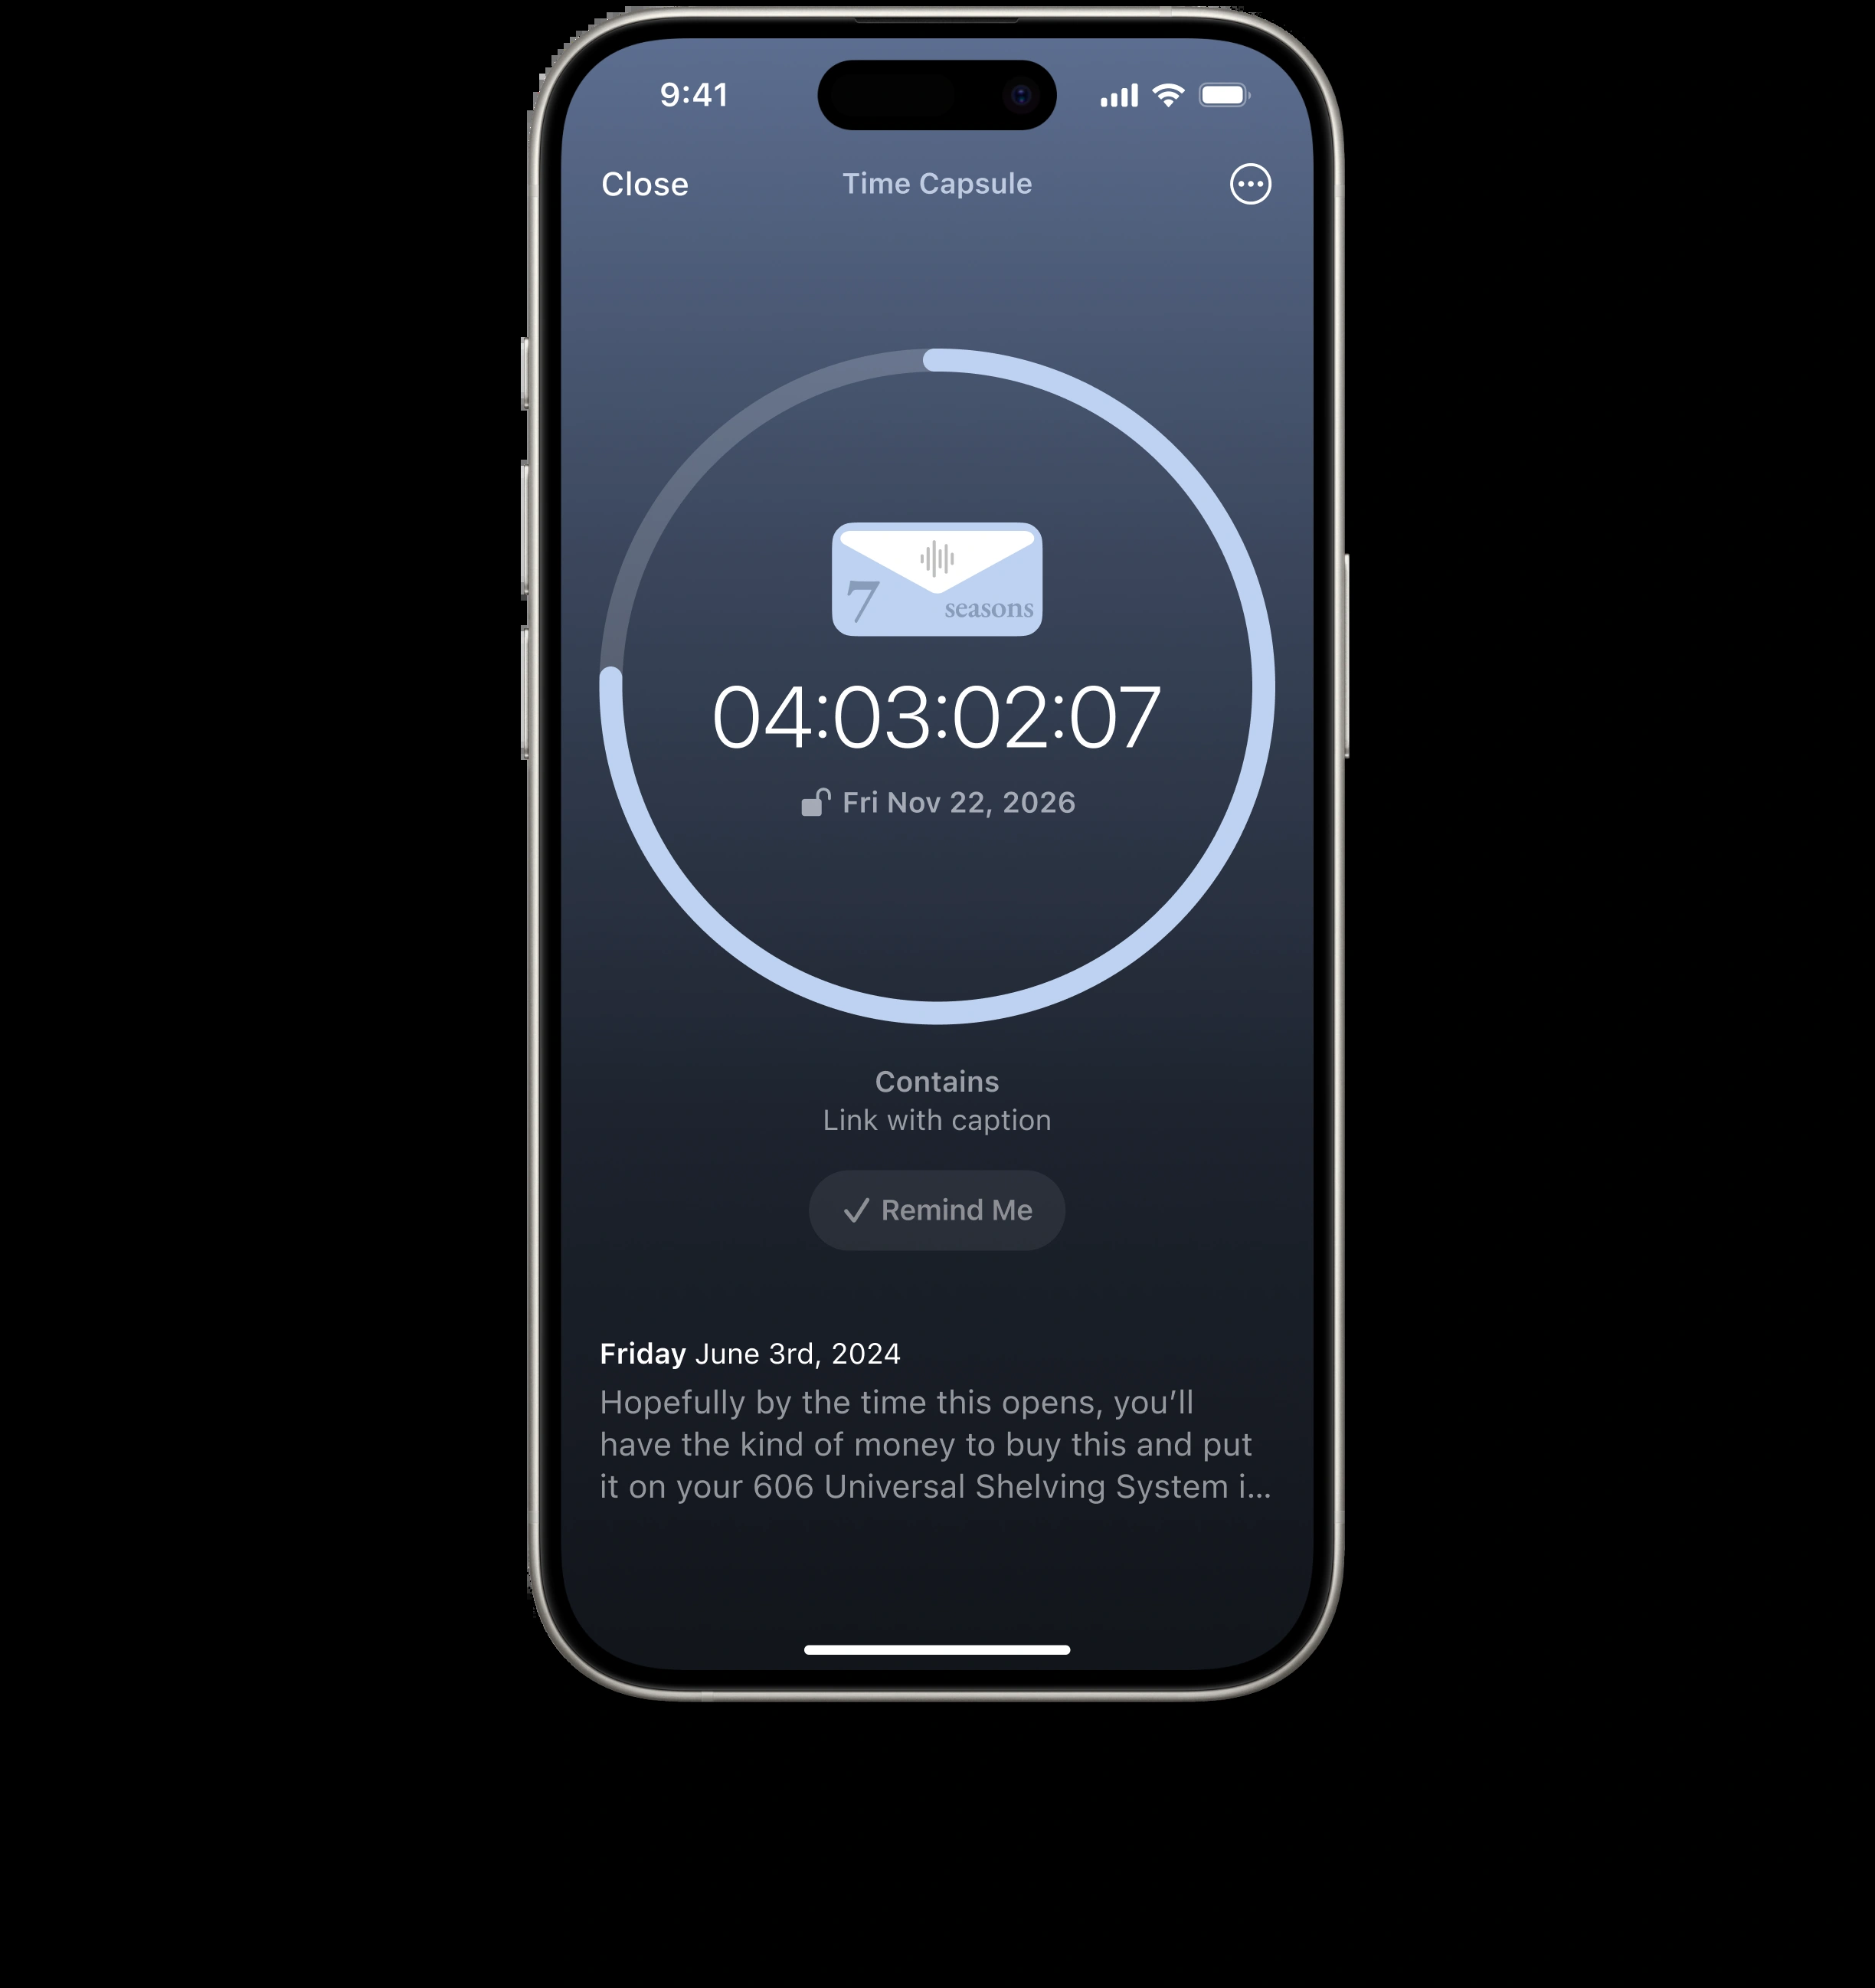 9:41
Close
Time Capsule
7
seasons
04:03:02:07
Fri Nov 22, 2026
Contains
Link with caption
Remind Me
Friday June 3rd, 2024
Hopefully by the time this opens, you’ll
have the kind of money to buy this and put
it on your 606 Universal Shelving System i...